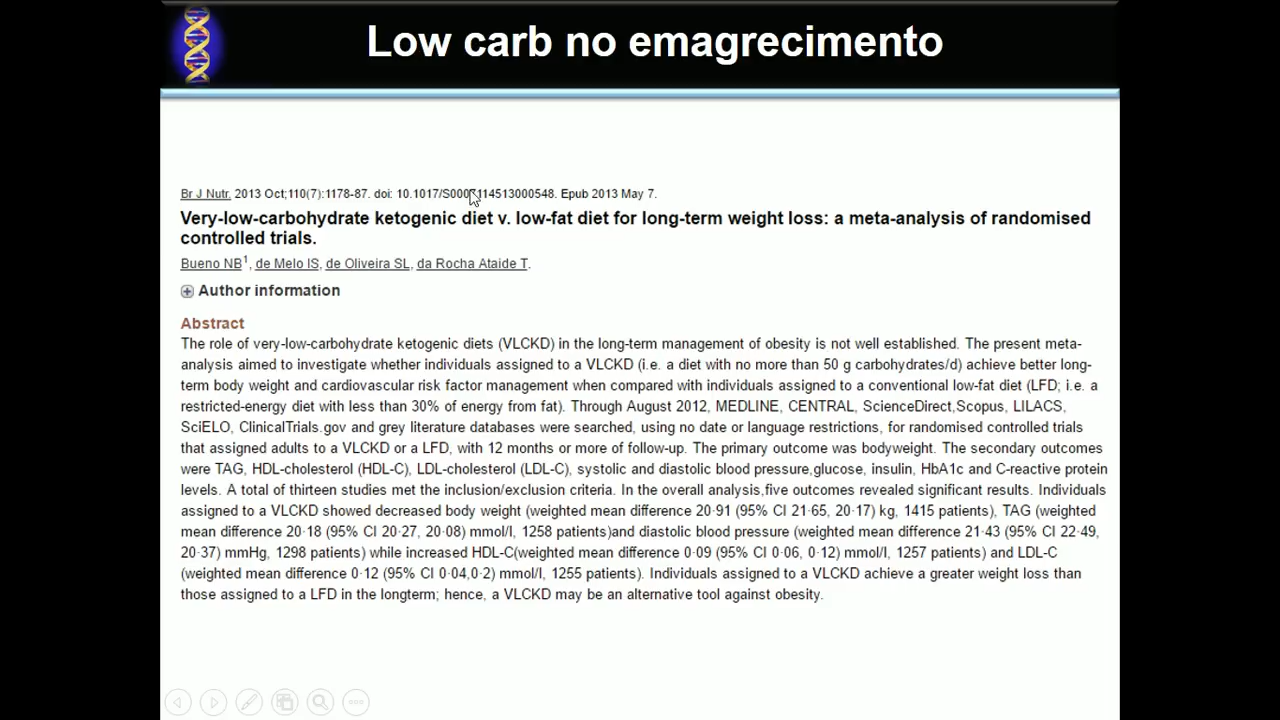 Low carb no emagrecimento
Br J Nutr. 2013 Oct;110(7):1178-87. doi: 10.1017/S0007114513000548. Epub 2013 May 7.
Very-low-carbohydrate ketogenic diet v. low-fat diet for long-term weight loss: a meta-analysis of randomised
controlled trials.
Bueno NB1, de Melo IS, de Oliveira SL, da Rocha Ataide T.
Author information
Abstract
The role of very-low-carbohydrate ketogenic diets (VLCKD) in the long-term management of obesity is not well established. The present meta-
analysis aimed to investigate whether individuals assigned to a VLCKD (i.e. a diet with no more than 50 g carbohydrates/d) achieve better long-
term body weight and cardiovascular risk factor management when compared with individuals assigned to a conventional low-fat diet (LFD; i.e. a
restricted-energy diet with less than 30% of energy from fat). Through August 2012, MEDLINE, CENTRAL, ScienceDirect,Scopus, LILACS,
SciELO, ClinicalTrials.gov and grey literature databases were searched, using no date or language restrictions, for randomised controlled trials
that assigned adults to a VLCKD or a LFD, with 12 months or more of follow-up. The primary outcome was bodyweight. The secondary outcomes
were TAG, HDL-cholesterol (HDL-C), LDL-cholesterol (LDL-C), systolic and diastolic blood pressure,glucose, insulin, HbA1c and C-reactive protein
levels. A total of thirteen studies met the inclusion/exclusion criteria. In the overall analysis,five outcomes revealed significant results. Individuals
assigned to a VLCKD showed decreased body weight (weighted mean difference 20·91 (95% CI 21·65, 20·17) kg, 1415 patients), TAG (weighted
mean difference 20·18 (95% CI 20·27, 20·08) mmol/l, 1258 patients)and diastolic blood pressure (weighted mean difference 21·43 (95% CI 22·49,
20·37) mmHg, 1298 patients) while increased HDL-C(weighted mean difference 0·09 (95% CI 0·06, 0·12) mmol/l, 1257 patients) and LDL-C
(weighted mean difference 0·12 (95% CI 0·04,0·2) mmol/l, 1255 patients). Individuals assigned to a VLCKD achieve a greater weight loss than
those assigned to a LFD in the longterm; hence, a VLCKD may be an alternative tool against obesity.